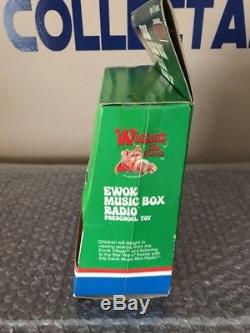 COLLECTA
Wicket
the Ewok
EWOK
MUSIC BOX
RADIO
PRESCHOOL TOY
Children will delight in
viewing scenes from the
Ewok Village and listening
to the Star Wars theme with
this Ewok Music Box Radio